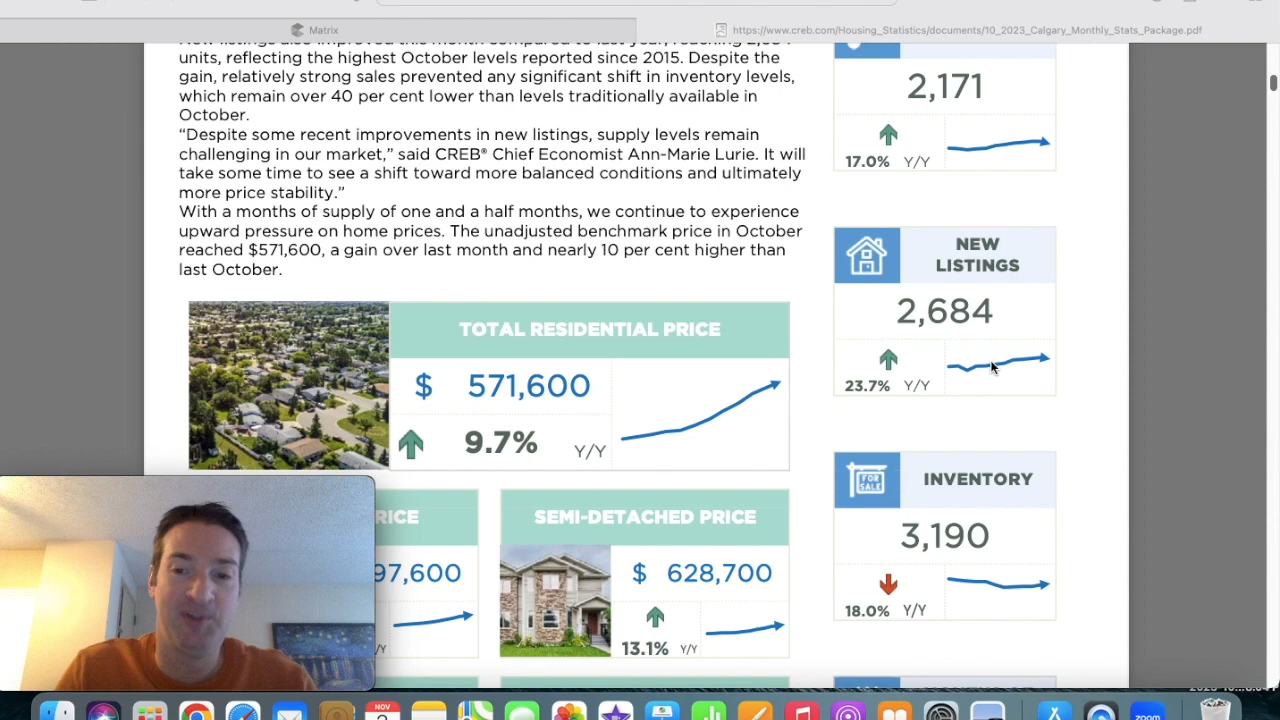 Matrix
https://www.creb.com/Housing_Statistics/documents/10_2023_Calgary_Monthly_Stats_Package.pdf
units, reflecting the highest October levels reported since 2015. Despite the
gain, relatively strong sales prevented any significant shift in inventory levels,
which remain over 40 per cent lower than levels traditionally available in
October.
“Despite some recent improvements in new listings, supply levels remain
challenging in our market,” said CREB® Chief Economist Ann-Marie Lurie. It will
take some time to see a shift toward more balanced conditions and ultimately
more price stability.”
With a months of supply of one and a half months, we continue to experience
upward pressure on home prices. The unadjusted benchmark price in October
reached $571,600, a gain over last month and nearly 10 per cent higher than
last October.
TOTAL RESIDENTIAL PRICE
$ 571,600
9.7% Y/Y
RICE
97,600
/Y
SEMI-DETACHED PRICE
$ 628,700
13.1% Y/Y
2,171
17.0% Y/Y
NEW
LISTINGS
2,684
23.7% Y/Y
FOR
SALE
INVENTORY
3,190
18.0% Y/Y
NOV
zoom